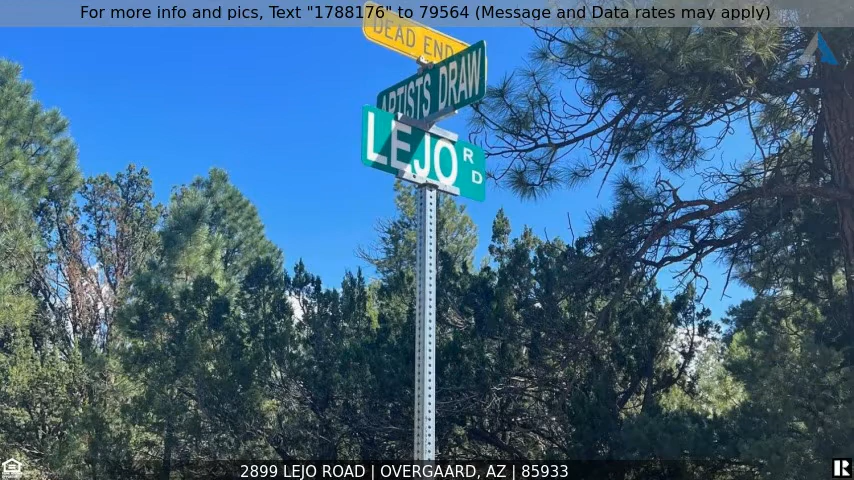 For more info and pics, Text "1788176" to 79564 (Message and Data rates may apply)
DEAD END
ARTISTS DRAW
LEJO RD
2899 LEJO ROAD | OVERGAARD, AZ | 85933